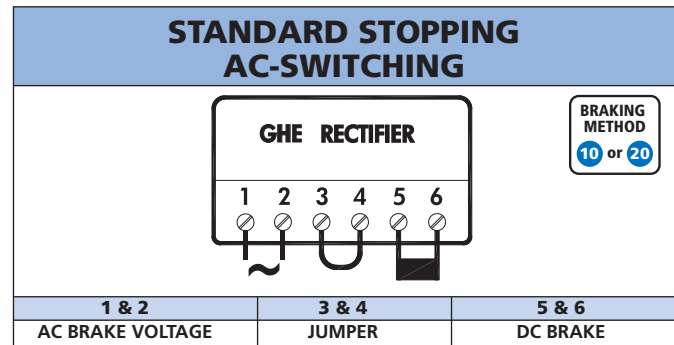 STANDARD STOPPING
AC-SWITCHING
GHE RECTIFIER
BRAKING
METHOD
10 or 20
1 2 3 4 5 6
~
1 & 2 3 & 4 5 & 6
AC BRAKE VOLTAGE JUMPER DC BRAKE